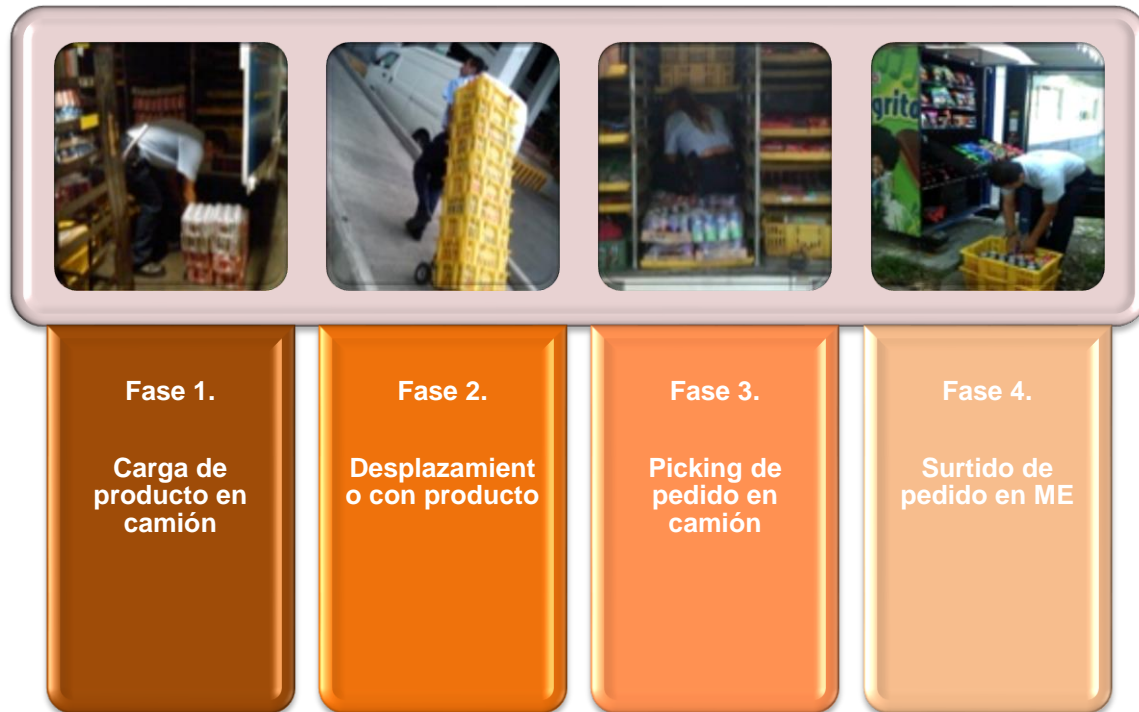 grito
Fase 1.
Carga de
producto en
camión
Fase 2.
Desplazamient
o con producto
Fase 3.
Picking de
pedido en
camión
Fase 4.
Surtido de
pedido en ME